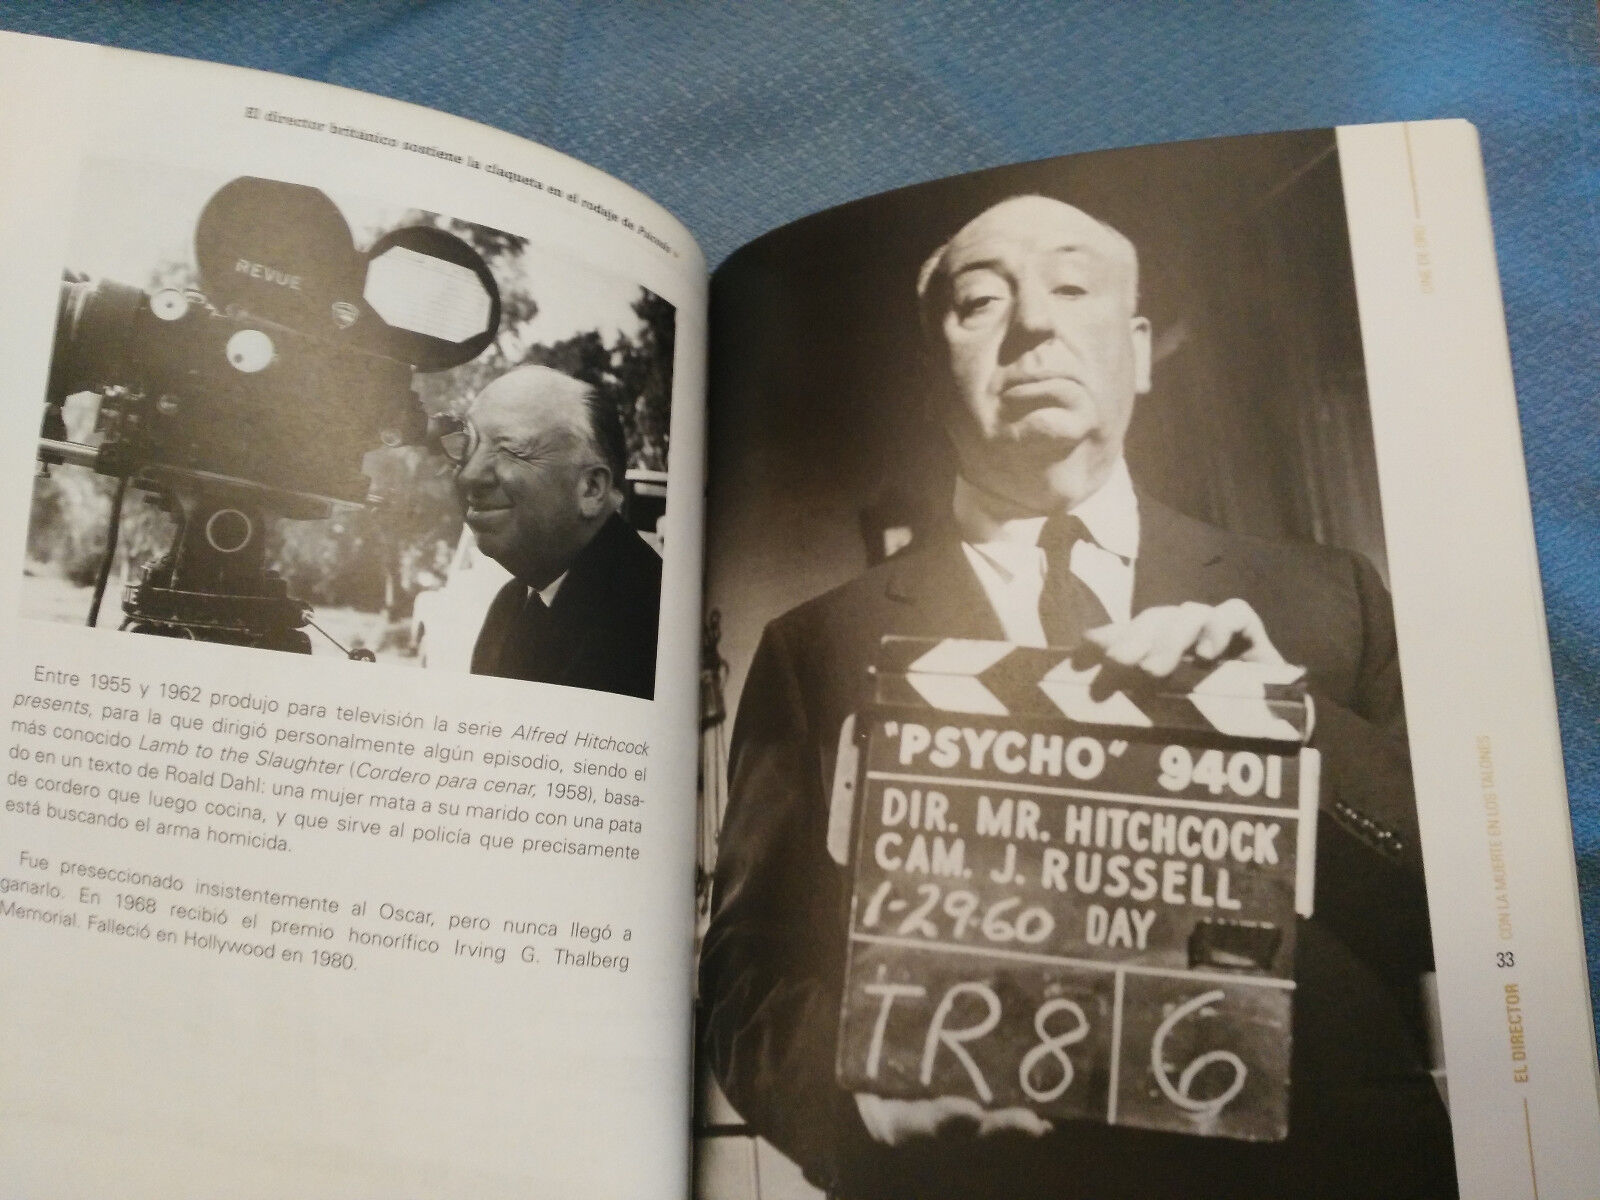 El director británico sostiene la claqueta en el rodaje de Psicosis
REVUE
Entre 1955 y 1962 produjo para televisión la serie Alfred Hitchcock
presents, para la que dirigió personalmente algún episodio, siendo el
más conocido Lamb to the Slaughter (Cordero para cenar, 1958), basa-
do en un texto de Roald Dahl: una mujer mata a su marido con una pata
de cordero que luego cocina, y que sirve al policía que precisamente
está buscando el arma homicida.
Fue preseccionado insistentemente al Oscar, pero nunca llegó a
ganarlo. En 1968 recibió el premio honorífico Irving G. Thalberg
Memorial. Falleció en Hollywood en 1980.
"PSYCHO" 9401
DIR. MR. HITCHCOCK
CAM. J. RUSSELL
1-29-60 DAY
TR8 6
CINE DE ORO
EL DIRECTOR 33 CON LA MUERTE EN LOS TALONES